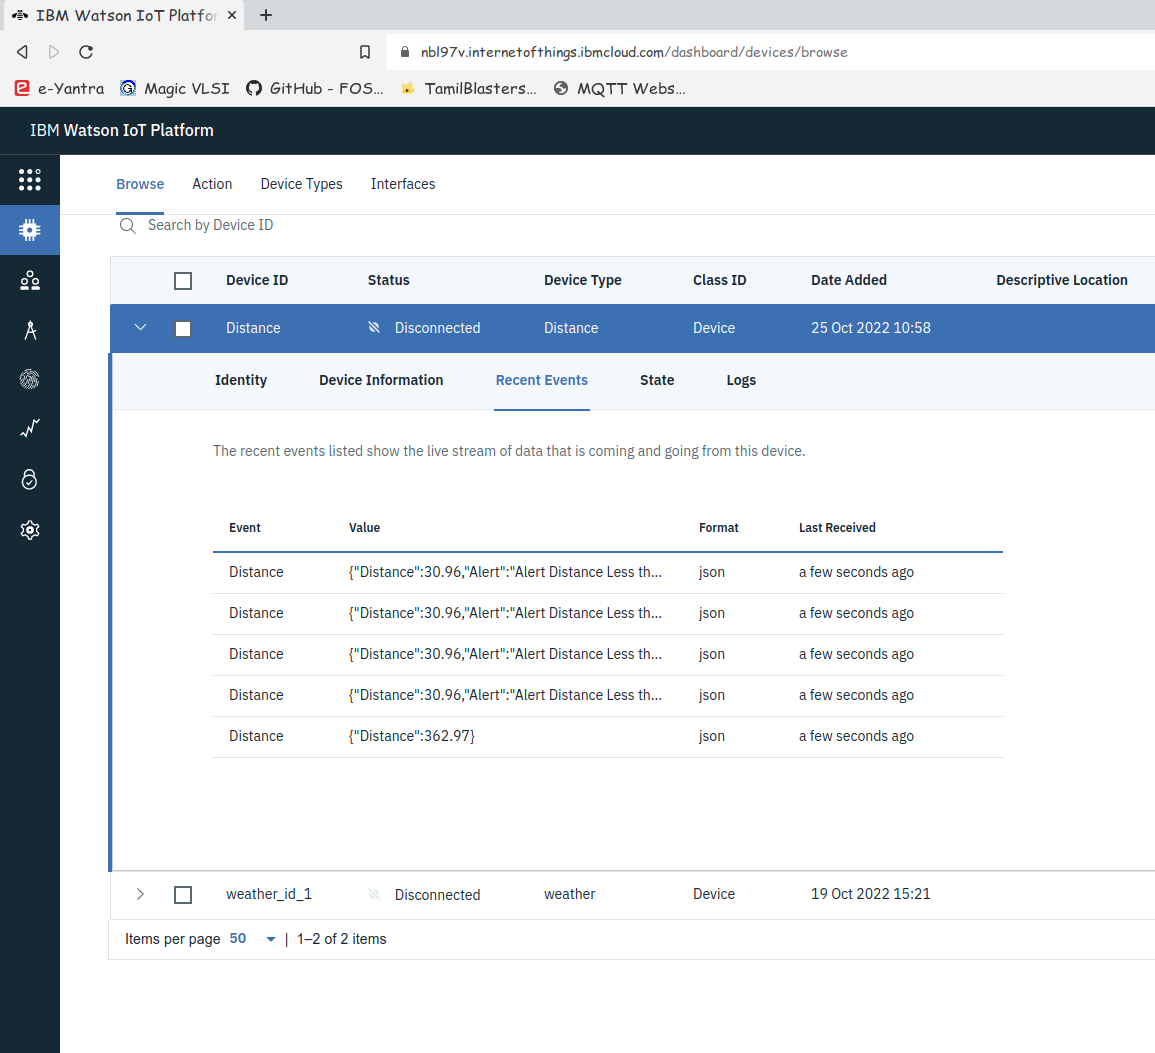 IBM Watson IoT Platfor
nbl97v.internetofthings.ibmcloud.com/dashboard/devices/browse
e-Yantra Magic VLSI GitHub - FOS... TamilBlasters... MQTT Webs...
IBM Watson IoT Platform
Browse Action Device Types Interfaces
Search by Device ID
Device ID Status Device Type Class ID Date Added Descriptive Location
Distance Disconnected Distance Device 25 Oct 2022 10:58
Identity Device Information Recent Events State Logs
The recent events listed show the live stream of data that is coming and going from this device.
Event Value Format Last Received
Distance {"Distance":30.96,"Alert":"Alert Distance Less th... json a few seconds ago
Distance {"Distance":30.96,"Alert":"Alert Distance Less th... json a few seconds ago
Distance {"Distance":30.96,"Alert":"Alert Distance Less th... json a few seconds ago
Distance {"Distance":30.96,"Alert":"Alert Distance Less th... json a few seconds ago
Distance {"Distance":362.97} json a few seconds ago
weather_id_1 Disconnected weather Device 19 Oct 2022 15:21
Items per page 50 | 1–2 of 2 items